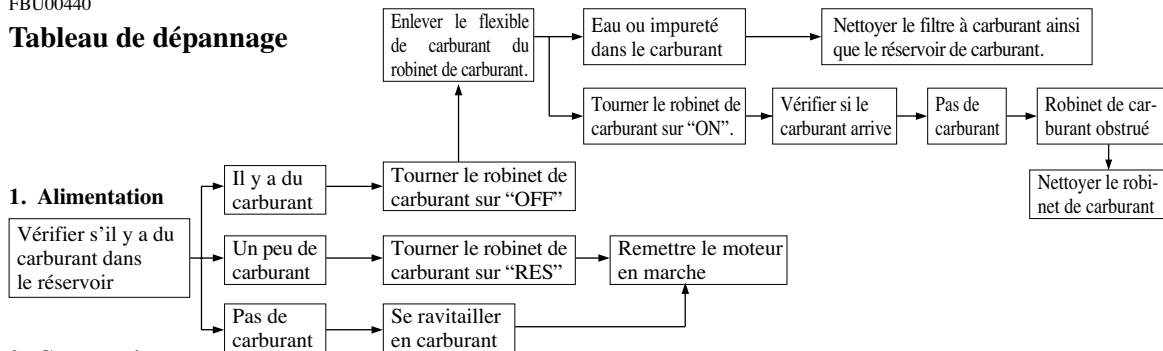 FBU00440
Tableau de dépannage
Enlever le flexible
de carburant du
robinet de carburant.
Eau ou impureté
dans le carburant
Nettoyer le filtre à carburant ainsi
que le réservoir de carburant.
Tourner le robinet de
carburant sur “ON”.
Vérifier si le
carburant arrive
Pas de
carburant
Robinet de car-
burant obstrué
Nettoyer le robi-
net de carburant
1. Alimentation
Vérifier s’il y a du
carburant dans
le réservoir
Il y a du
carburant
Tourner le robinet de
carburant sur “OFF”
Un peu de
carburant
Tourner le robinet de
carburant sur “RES”
Remettre le moteur
en marche
Pas de
carburant
Se ravitailler
en carburant